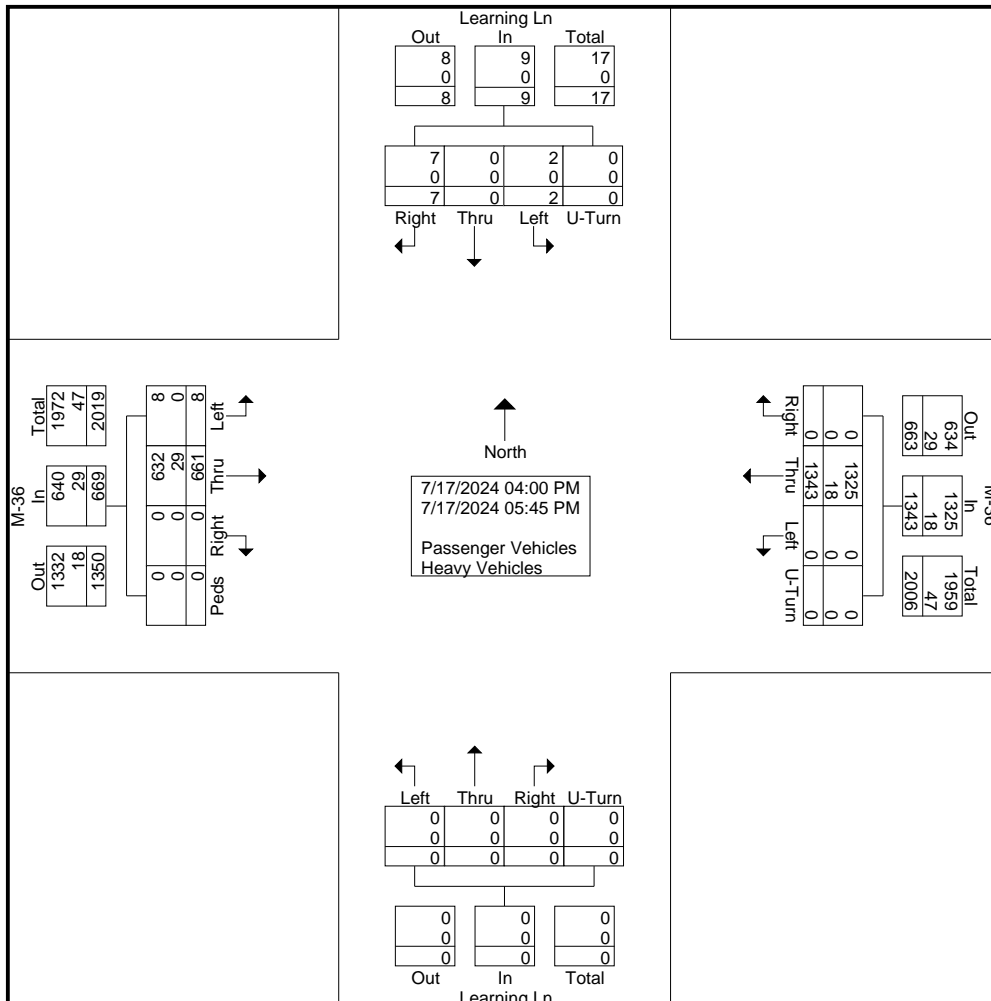 Learning Ln
Out In Total
8 9 17
0 0 0
8 9 17
7 0 2 0
0 0 0 0
7 0 2 0
Right Thru Left U-Turn
M-36
Total In Out
1972 640 1332
47 29 18
2019 669 1350
8 632 0 0
0 29 0 0
8 661 0 0
Left Thru Right Peds
North
7/17/2024 04:00 PM
7/17/2024 05:45 PM
Passenger Vehicles
Heavy Vehicles
Right Thru Left U-Turn
0 1325 0 0
0 18 0 0
0 1343 0 0
Out In Total
634 1325 1959
29 18 47
663 1343 2006
M-36
Left Thru Right U-Turn
0 0 0 0
0 0 0 0
0 0 0 0
0 0 0
0 0 0
0 0 0
Out In Total
Learning Ln